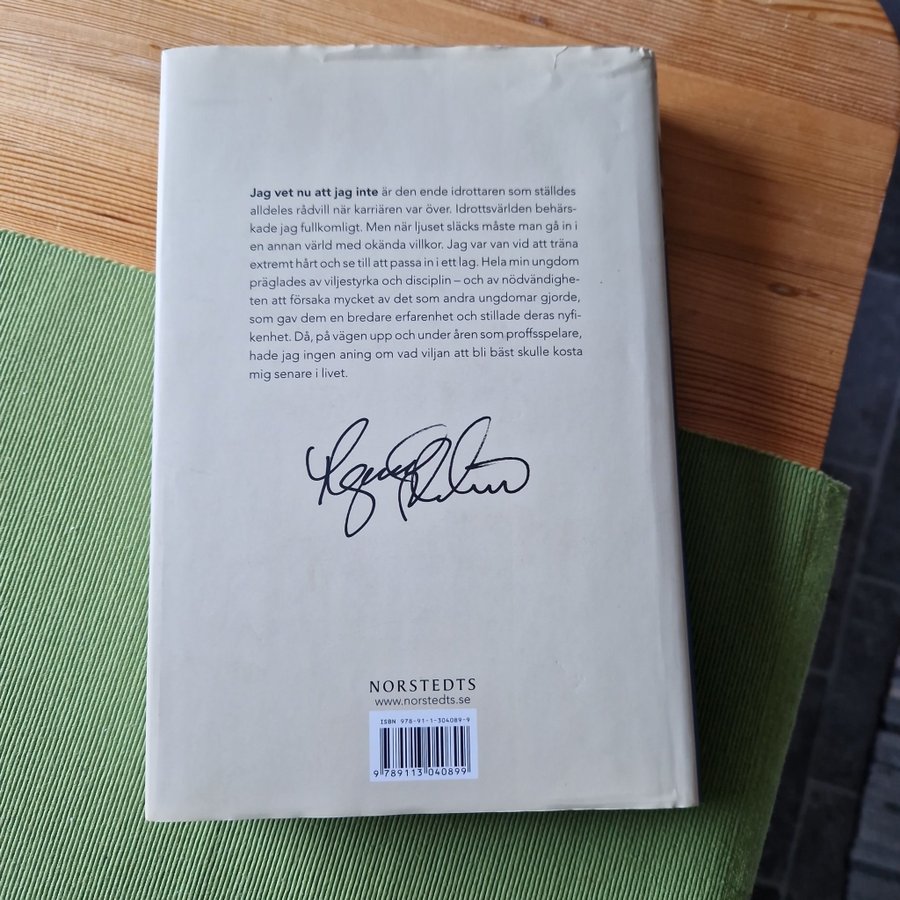 Jag vet nu att jag inte är den ende idrottaren som ställdes
alldeles rådvill när karriären var över. Idrottsvärlden behärs-
kade jag fullkomligt. Men när ljuset släcks måste man gå in i
en annan värld med okända villkor. Jag var van vid att träna
extremt hårt och se till att passa in i ett lag. Hela min ungdom
präglades av viljestyrka och disciplin – och av nödvändighe-
ten att försaka mycket av det som andra ungdomar gjorde,
som gav dem en bredare erfarenhet och stillade deras nyfi-
kenhet. Då, på vägen upp och under åren som proffsspelare,
hade jag ingen aning om vad viljan att bli bäst skulle kosta
mig senare i livet.
NORSTEDTS
www.norstedts.se
ISBN 978-91-1-304089-9
9 789113 040899